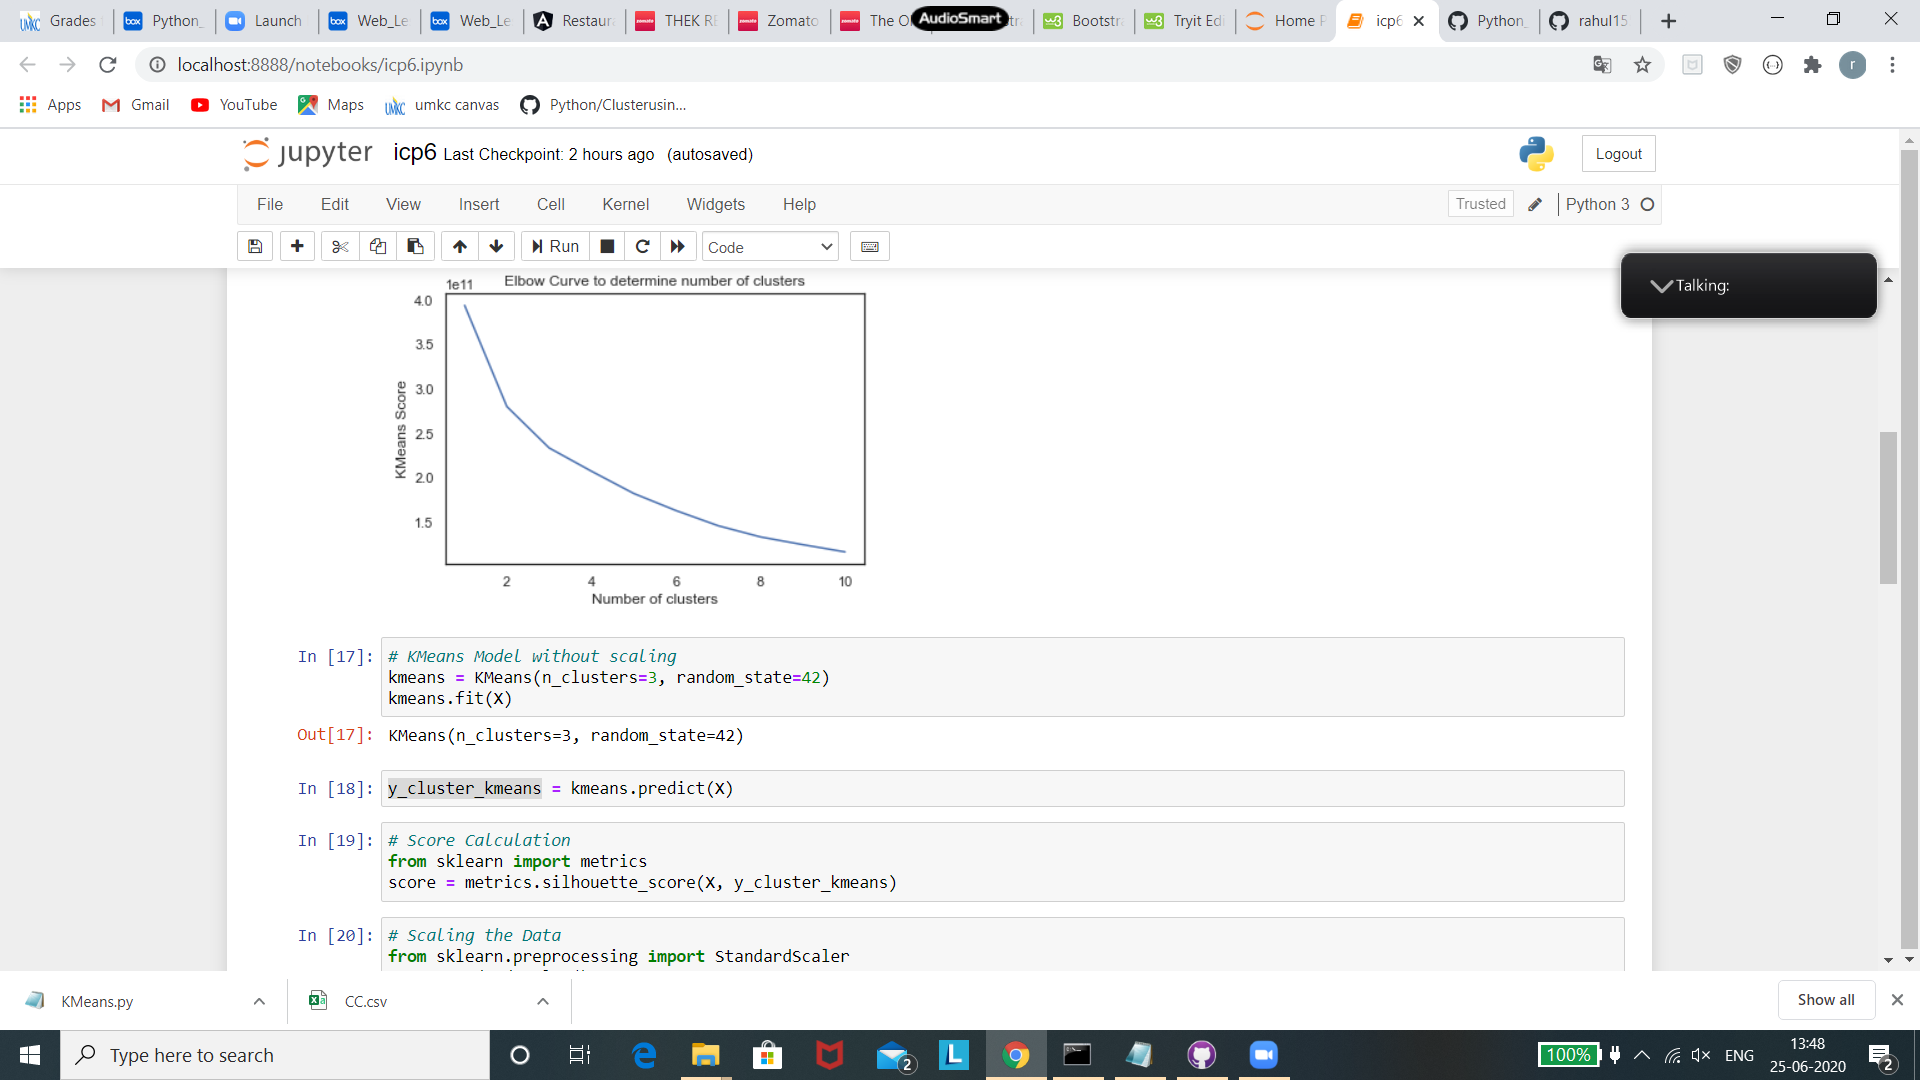 Grades
Python_
Launch
Web_Le
Web_Le
Restaura
THEK RE
Zomato
The O
AudioSmart
Bootstra
Tryit Edi
Home P
icp6
Python_
rahul15
localhost:8888/notebooks/icp6.ipynb
r
Apps
Gmail
YouTube
Maps
umkc canvas
Python/Clusterusin...
jupyter icp6 Last Checkpoint: 2 hours ago (autosaved)
Logout
File Edit View Insert Cell Kernel Widgets Help
Trusted
Python 3
Run
Code
Talking:
1e11
Elbow Curve to determine number of clusters
4.0
3.5
3.0
2.5
2.0
1.5
KMeans Score
2 4 6 8 10
Number of clusters
In [17]:
# KMeans Model without scaling
kmeans = KMeans(n_clusters=3, random_state=42)
kmeans.fit(X)
Out[17]: KMeans(n_clusters=3, random_state=42)
In [18]: y_cluster_kmeans = kmeans.predict(X)
In [19]:
# Score Calculation
from sklearn import metrics
score = metrics.silhouette_score(X, y_cluster_kmeans)
In [20]:
# Scaling the Data
from sklearn.preprocessing import StandardScaler
KMeans.py
CC.csv
Show all
Type here to search
2
L
100%
ENG
13:48
25-06-2020
2